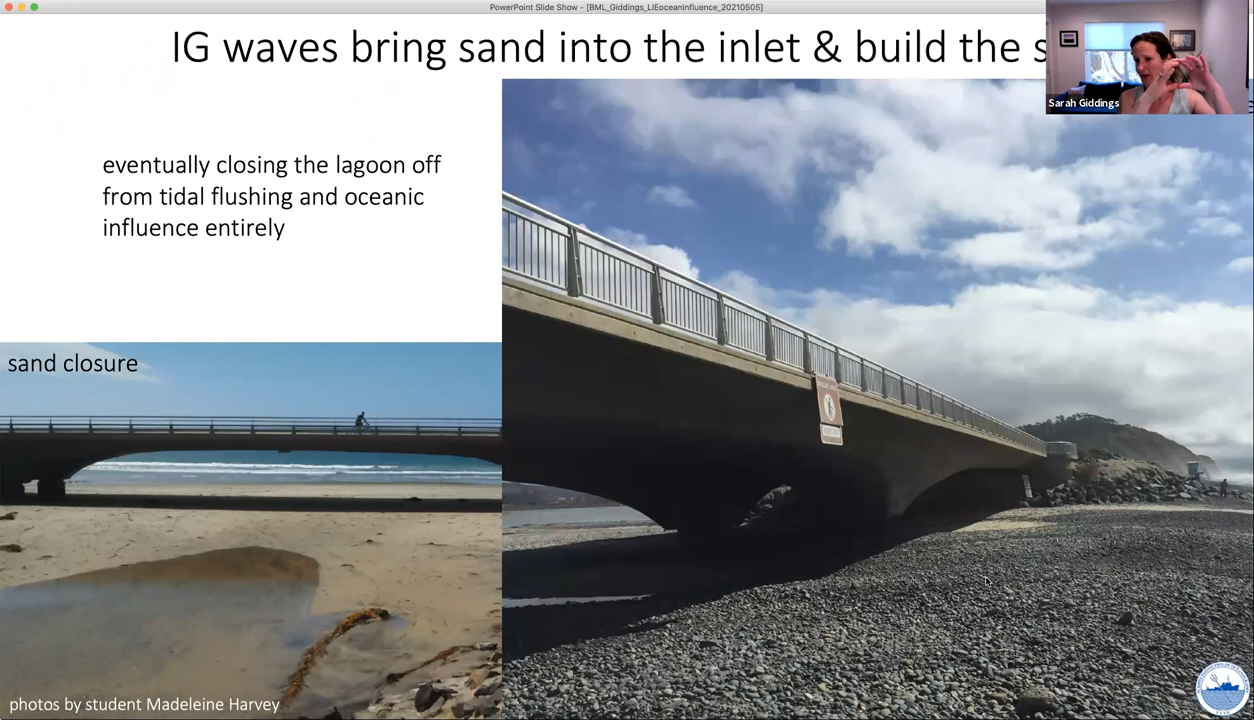 PowerPoint Slide Show - [BML_Giddings_LIEoceanInfluence_20210505]
IG waves bring sand into the inlet & build the s
Sarah Giddings
eventually closing the lagoon off
from tidal flushing and oceanic
influence entirely
sand closure
photos by student Madeleine Harvey